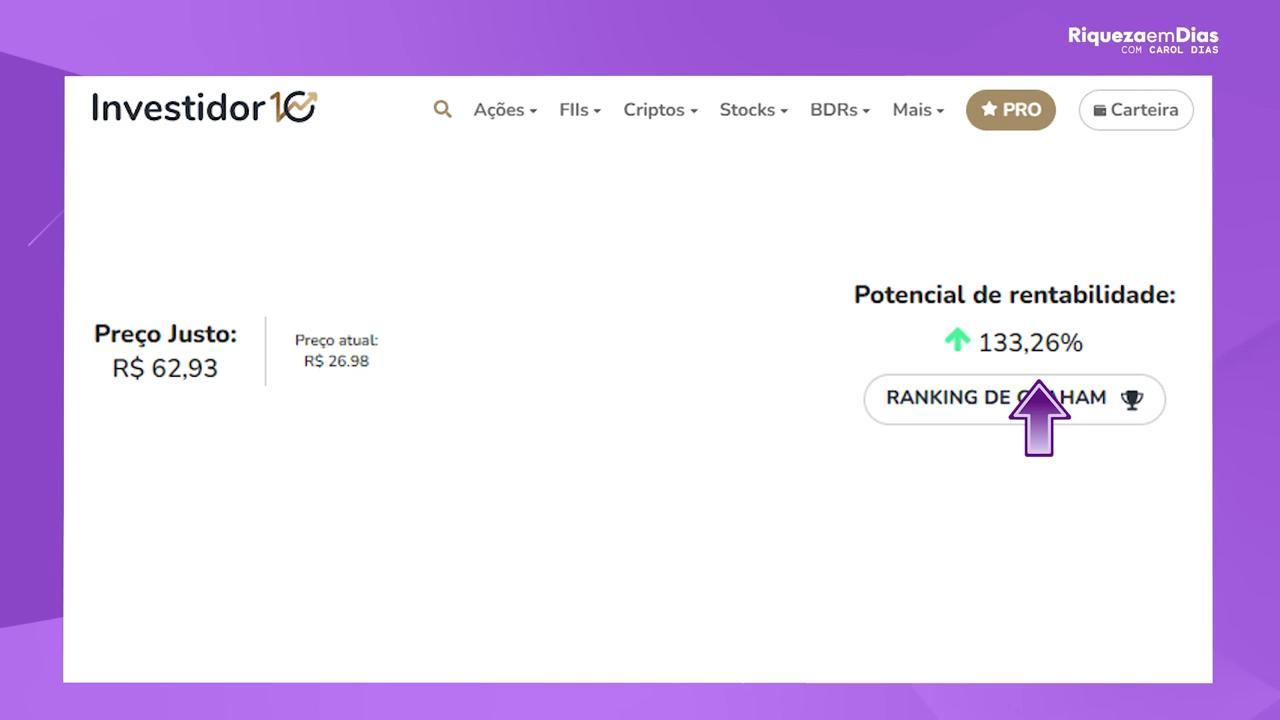 RiquezaemDias
COM CAROL DIAS
Investidor10
Ações FIIs Criptos Stocks BDRs Mais PRO Carteira
Potencial de rentabilidade:
133,26%
Preço Justo:
R$ 62,93
Preço atual:
R$ 26.98
RANKING DE